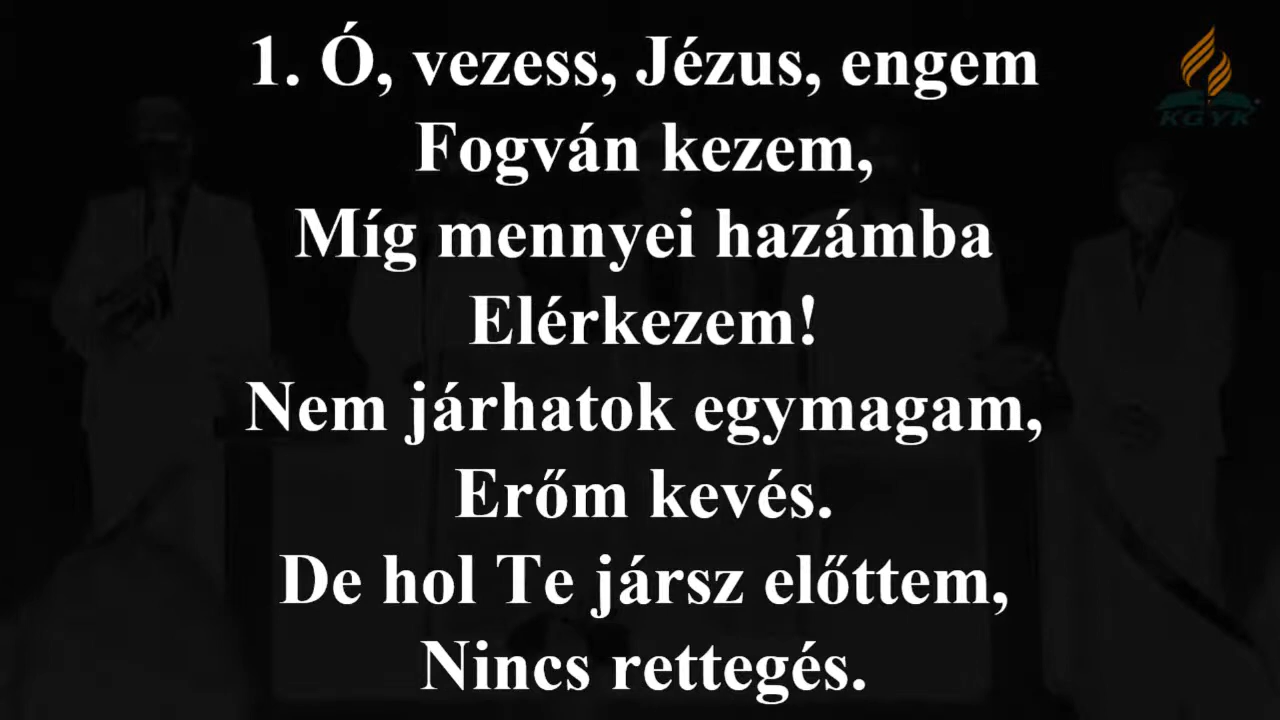 1. Ó, vezess, Jézus, engem
Fogván kezem,
Míg mennyei hazámba
Elérkezem!
Nem járhatok egymagam,
Erőm kevés.
De hol Te jársz előttem,
Nincs rettegés.
KGYK